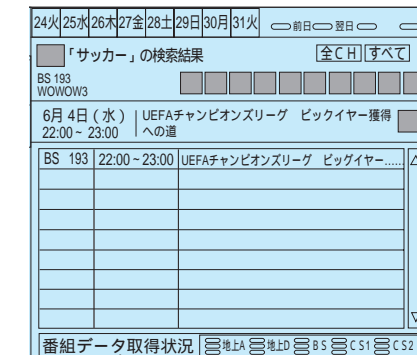 24火 25水 26木 27金 28土 29日 30月 31火 前日 翌日
「サッカー」の検索結果 全CH すべて
BS 193
WOWOW3
6月 4日(水) UEFAチャンピオンズリーグ ビックイヤー獲得
22:00~ 23:00 への道
BS 193 22:00~23:00 UEFAチャンピオンズリーグ ビッグイヤー......
番組データ取得状況 地上A 地上D BS CS1 CS2